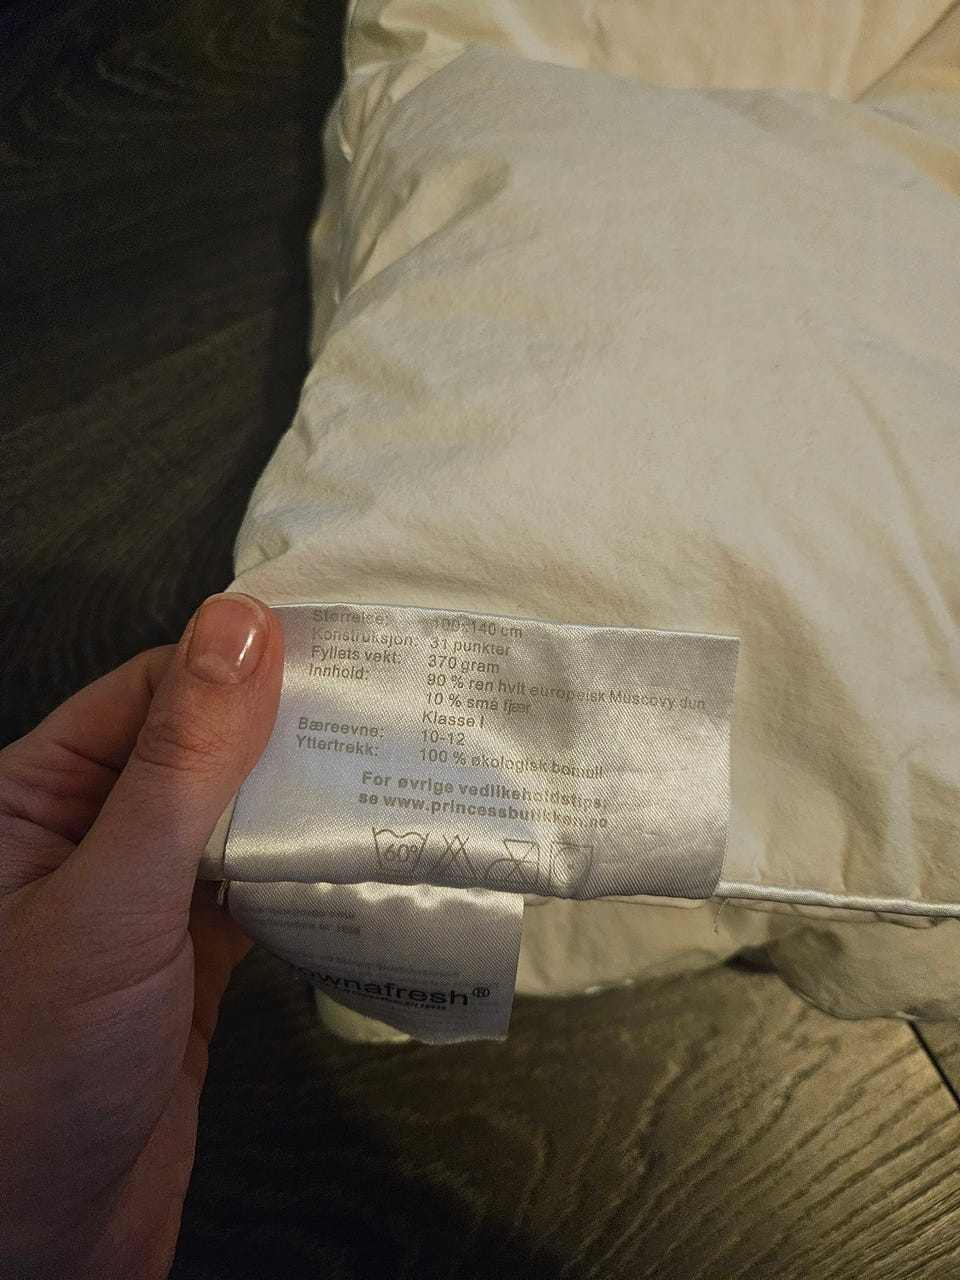 Størrelse: 100x140 cm
Konstruksjon: 31 punkter
Fyllets vekt: 370 gram
Innhold: 90 % ren hvit europeisk Muscovy dun
10 % små fjær
Klasse I
Bæreevne: 10-12
Yttertrekk: 100 % økologisk bomull
For øvrige vedlikeholdstips:
se www.princessbutikken.no
60°
ownafresh®